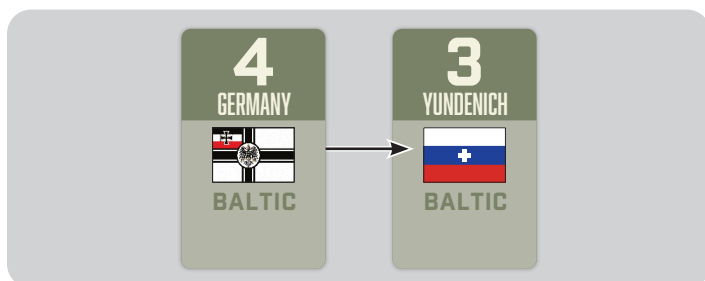 4
GERMANY
BALTIC
3
YUNDENICH
BALTIC